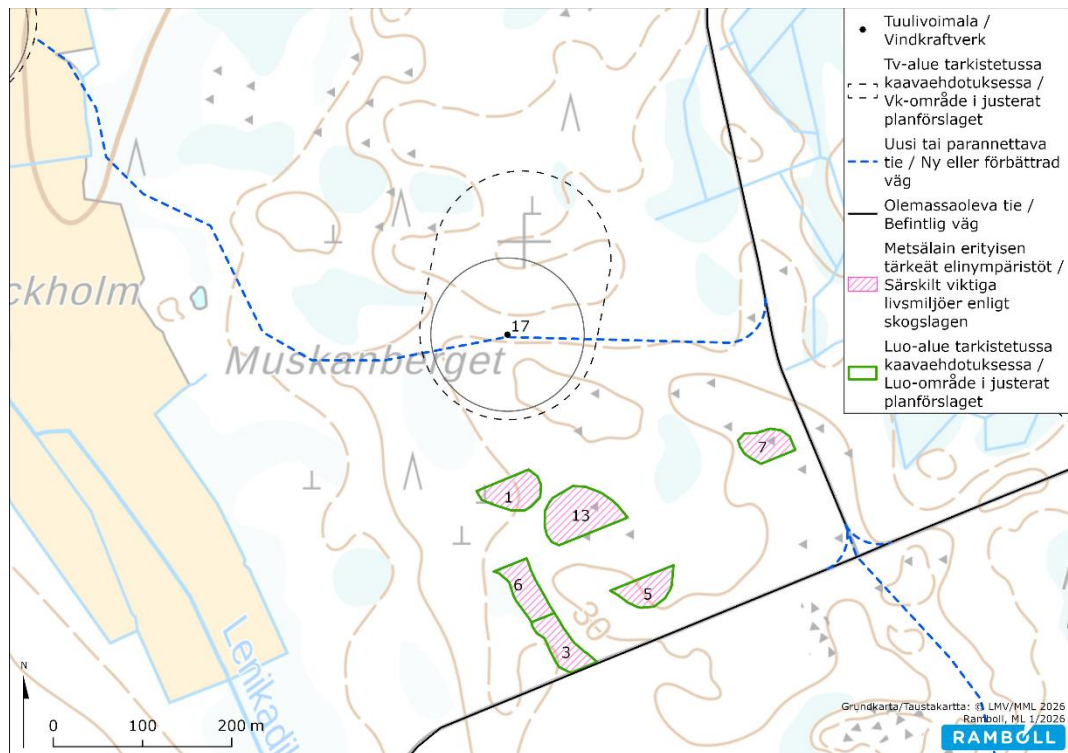 Tuulivoimala /
Vindkraftverk
Tv-alue tarkistetussa
kaavaehdotuksessa /
Vk-område i justerat
planförslaget
Uusi tai parannettava
tie / Ny eller förbättrad
väg
Olemassaoleva tie /
Befintlig väg
Metsälain erityisen
tärkeät elinympäristöt /
Särskilt viktiga
livsmiljöer enligt
skogslagen
Luo-alue tarkistetussa
kaavaehdotuksessa /
Luo-område i justerat
planförslaget
17
ckholm
Muskanberget
7
1
13
6
5
30
3
Lenikadi
N
0 100 200 m
Grundkarta/Taustakartta: © LMV/MML 2026
Ramboll, ML 1/2026
RAMBOLL